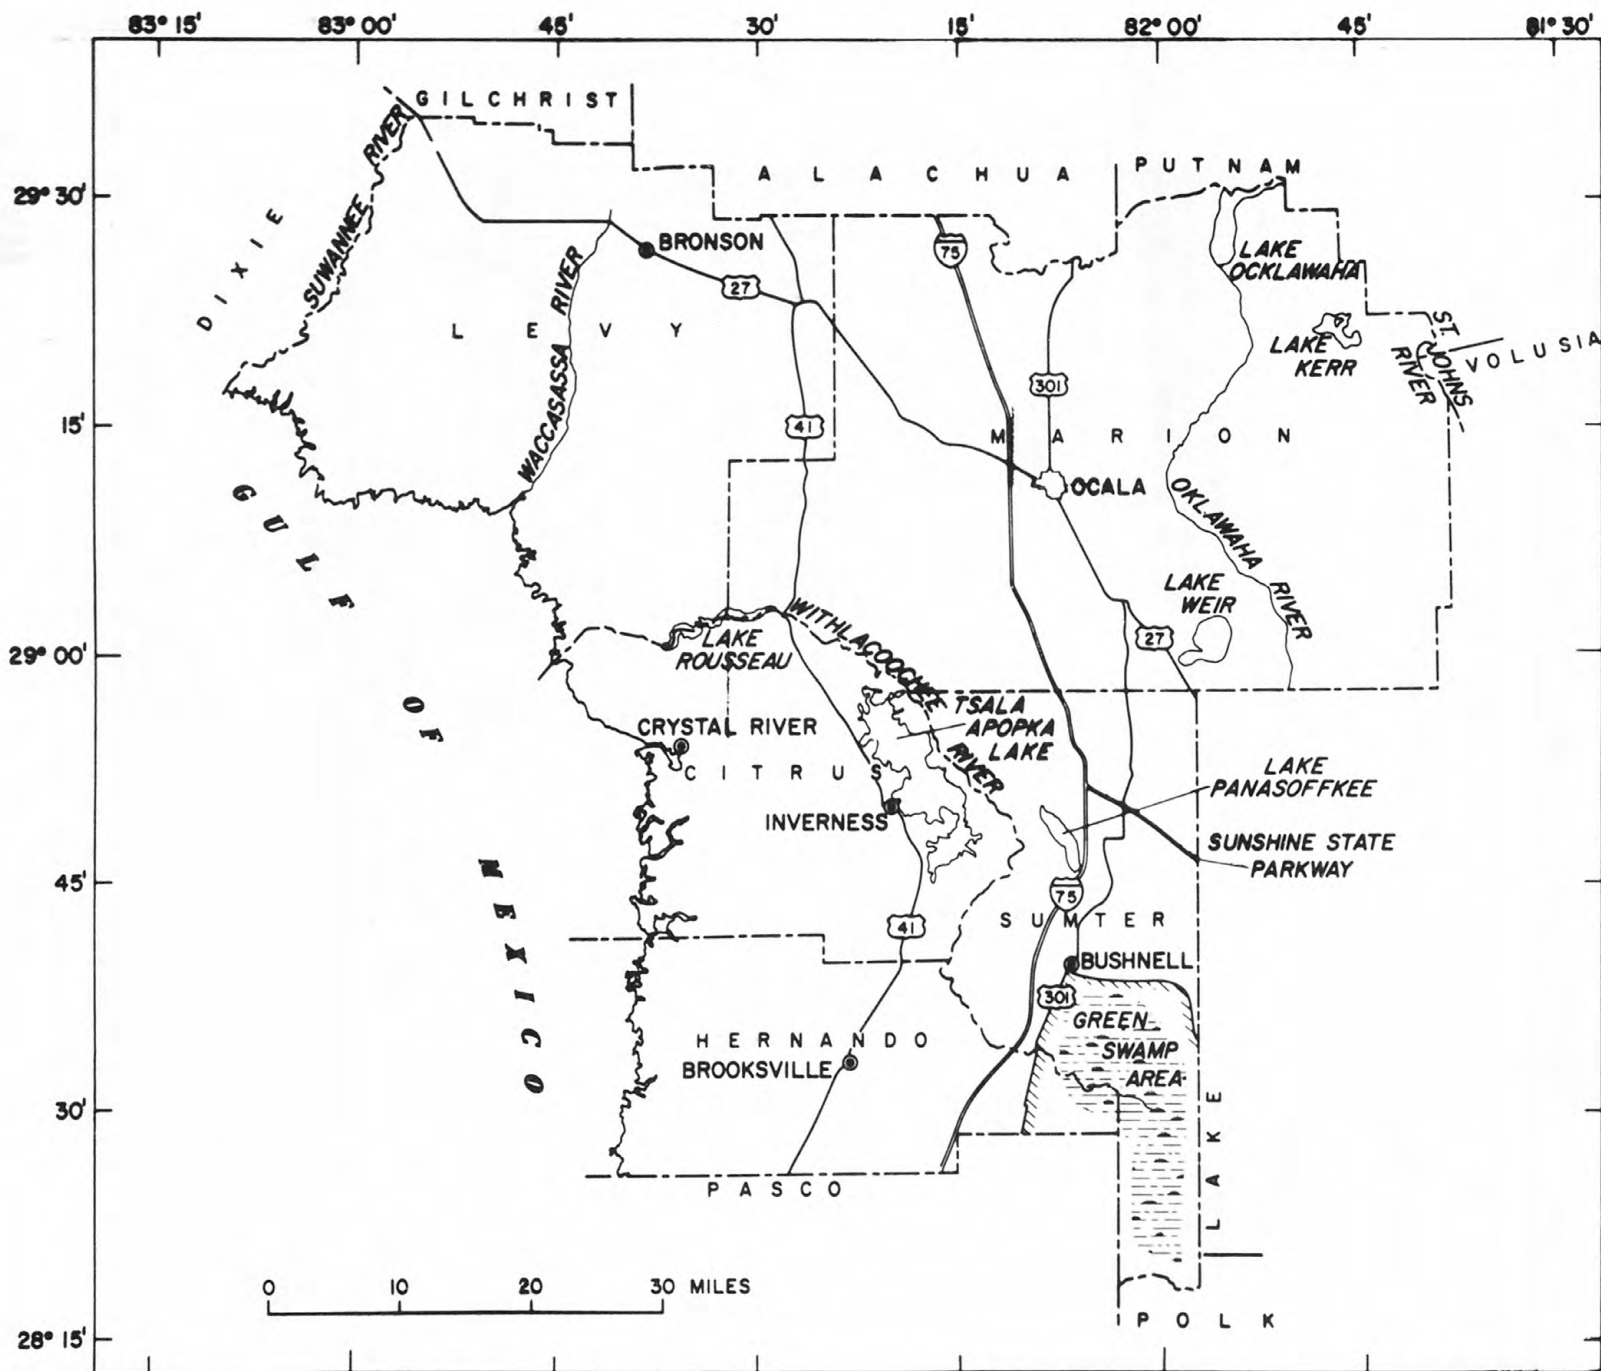 83° 15' 83° 00' 45' 30' 15' 82° 00' 45' 81° 30'
GILCHRIST
ALACHUA
PUTNAM
29° 30'
DIXIE
SUWANNEE RIVER
BRONSON
75
LAKE
OCKLAWAHA
27
WACCASASSA RIVER
LEVY
LAKE
KERR
ST. JOHNS
RIVER
VOLUSIA
301
15'
41
MARION
GULF OF MEXICO
OCALA
OKLAWAHA RIVER
LAKE
WEIR
27
29° 00'
LAKE
ROUSSEAU
WITHLACOOCHEE RIVER
TSALA
APOPKA
LAKE
CRYSTAL RIVER
CITRUS
LAKE
PANASOFFKEE
INVERNESS
SUNSHINE STATE
PARKWAY
45'
75
41
SUMTER
BUSHNELL
301
GREEN
SWAMP
AREA
HERNANDO
BROOKSVILLE
30'
LAKE
PASCO
0 10 20 30 MILES
POLK
28° 15'